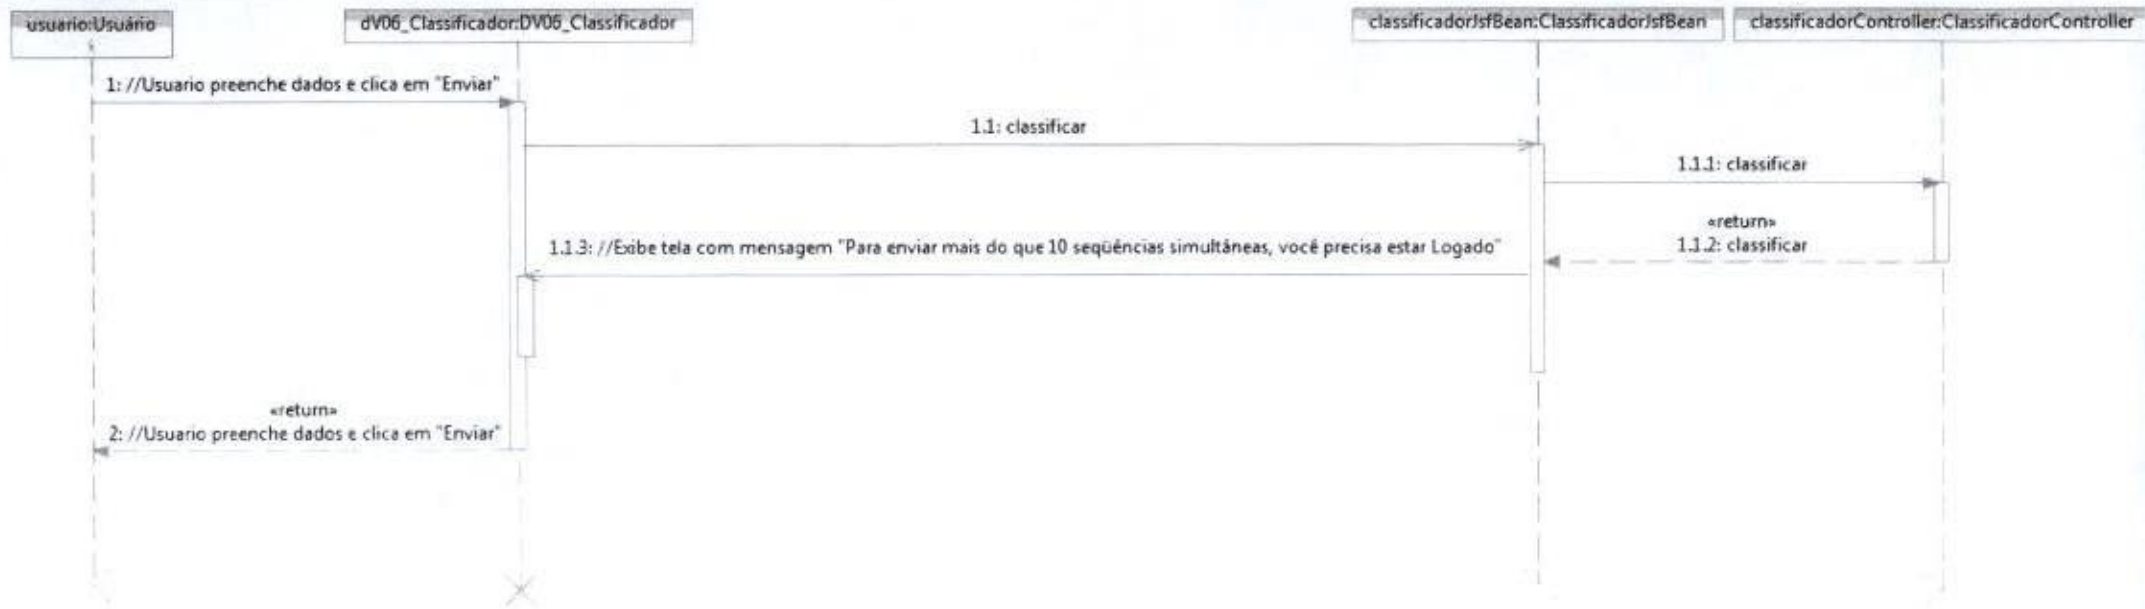 usuario:Usuário
dV06_Classificador:DV06_Classificador
classificadorJsfBean:ClassificadorJsfBean
classificadorController:ClassificadorController
1: //Usuario preenche dados e clica em "Enviar"
1.1: classificar
1.1.1: classificar
«return»
1.1.2: classificar
1.1.3: //Exibe tela com mensagem "Para enviar mais do que 10 seqüências simultâneas, você precisa estar Logado"
«return»
2: //Usuario preenche dados e clica em "Enviar"